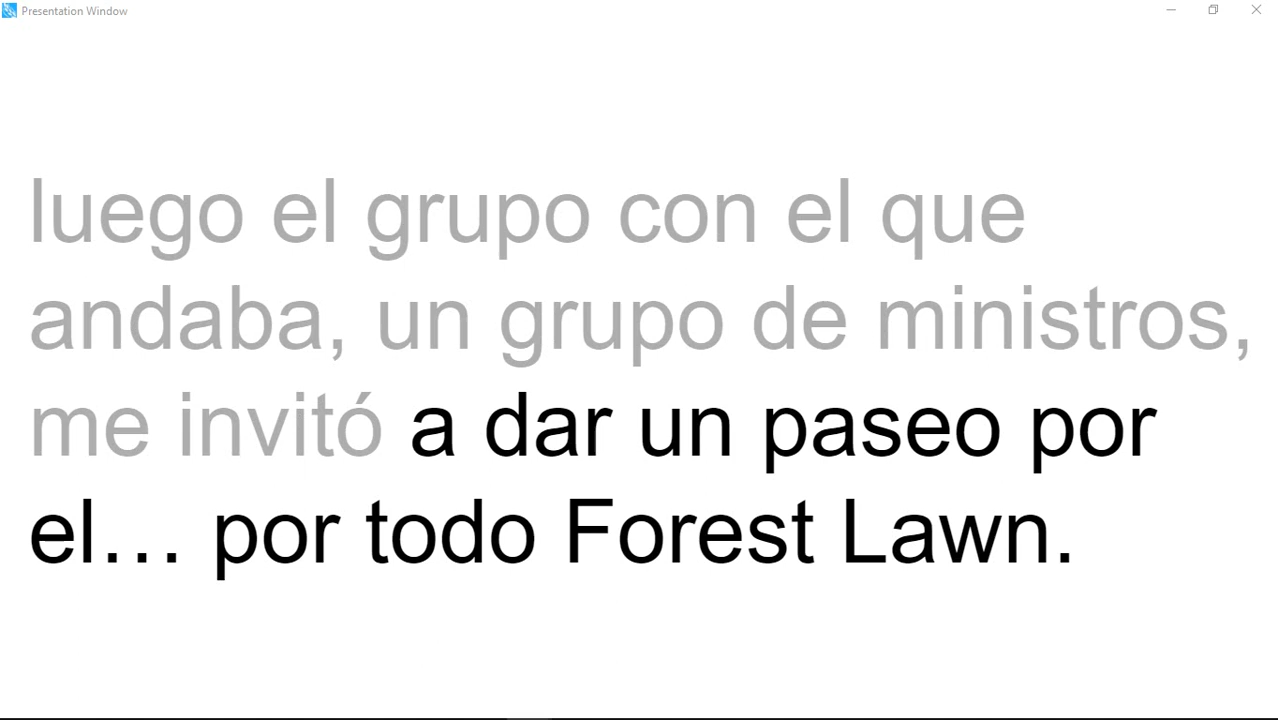 Presentation Window
luego el grupo con el que
andaba, un grupo de ministros,
me invitó a dar un paseo por
el… por todo Forest Lawn.